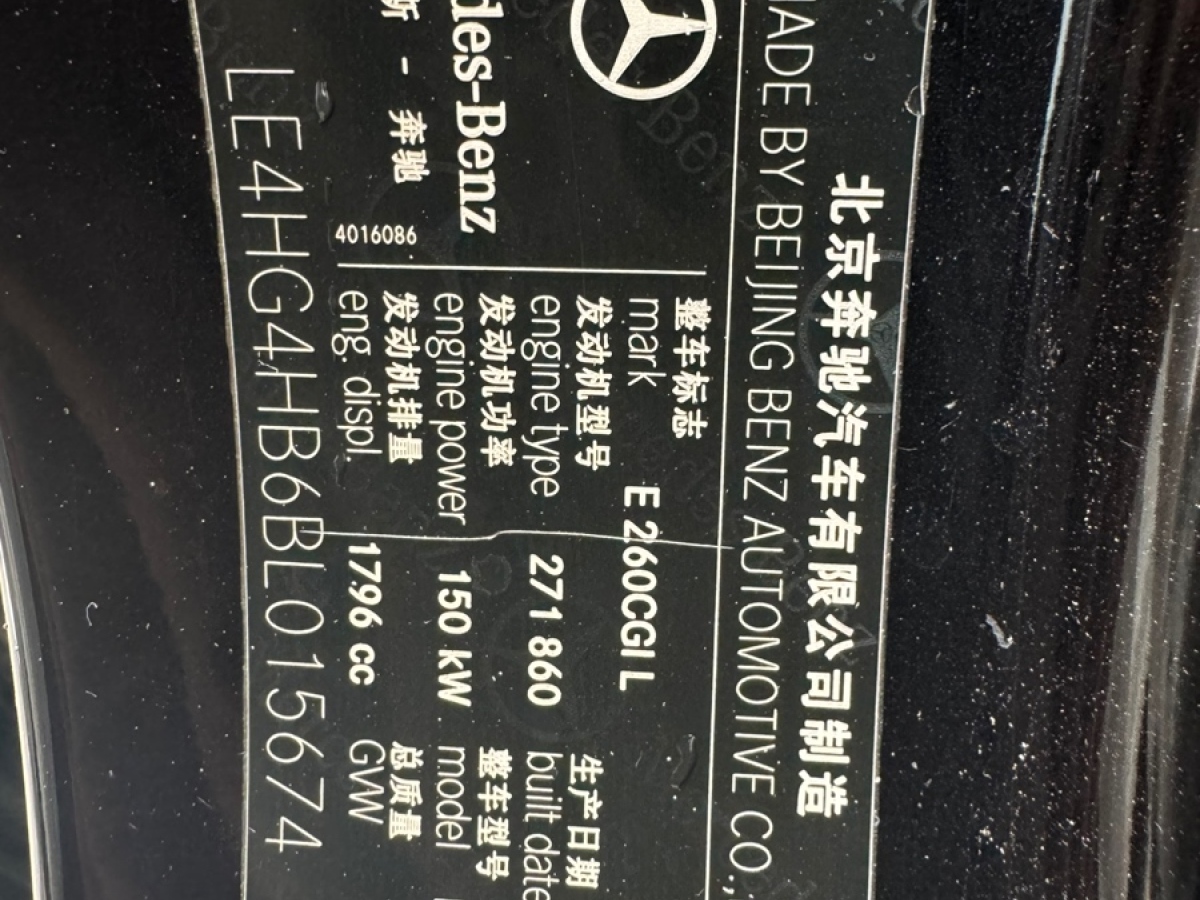 北京奔驰汽车有限公司制造
MADE BY BEIJING BENZ AUTOMOTIVE CO.,
des-Benz
斯 - 奔驰
4016086
整车标志
mark E 260CGI L
发动机型号 生产日期
engine type 271 860 built date
发动机功率 整车型号
engine power 150 kW model
发动机排量 总质量
eng. displ. 1796 cc GVW
LE4HG4HB6BL015674